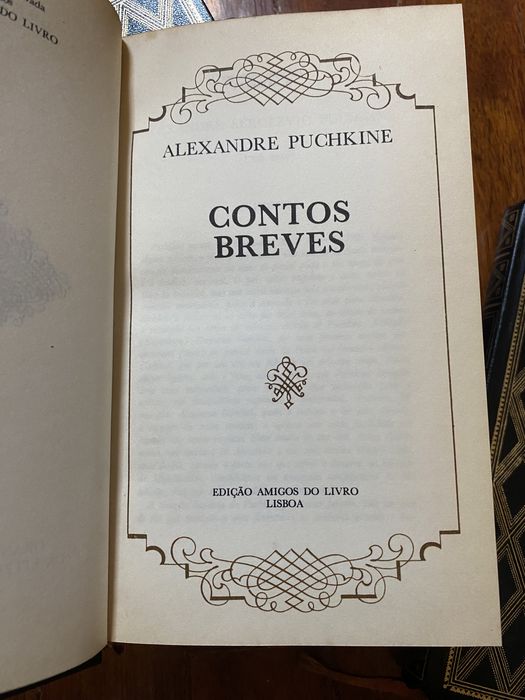 DO LIVRO
ALEXANDRE PUCHKINE
CONTOS
BREVES
EDIÇÃO AMIGOS DO LIVRO
LISBOA